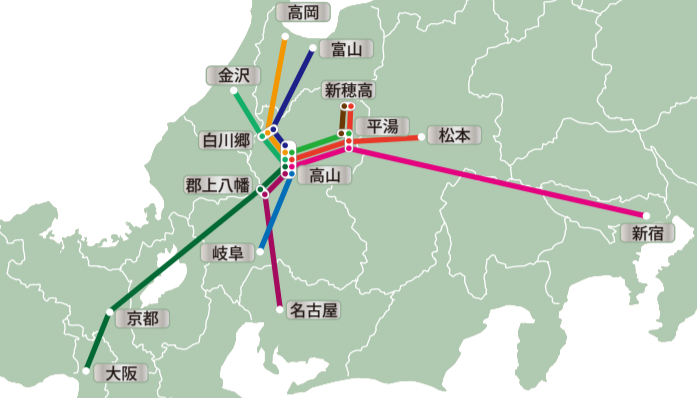 高岡
富山
金沢
新穂高
平湯
松本
白川郷
高山
郡上八幡
新宿
岐阜
名古屋
京都
大阪